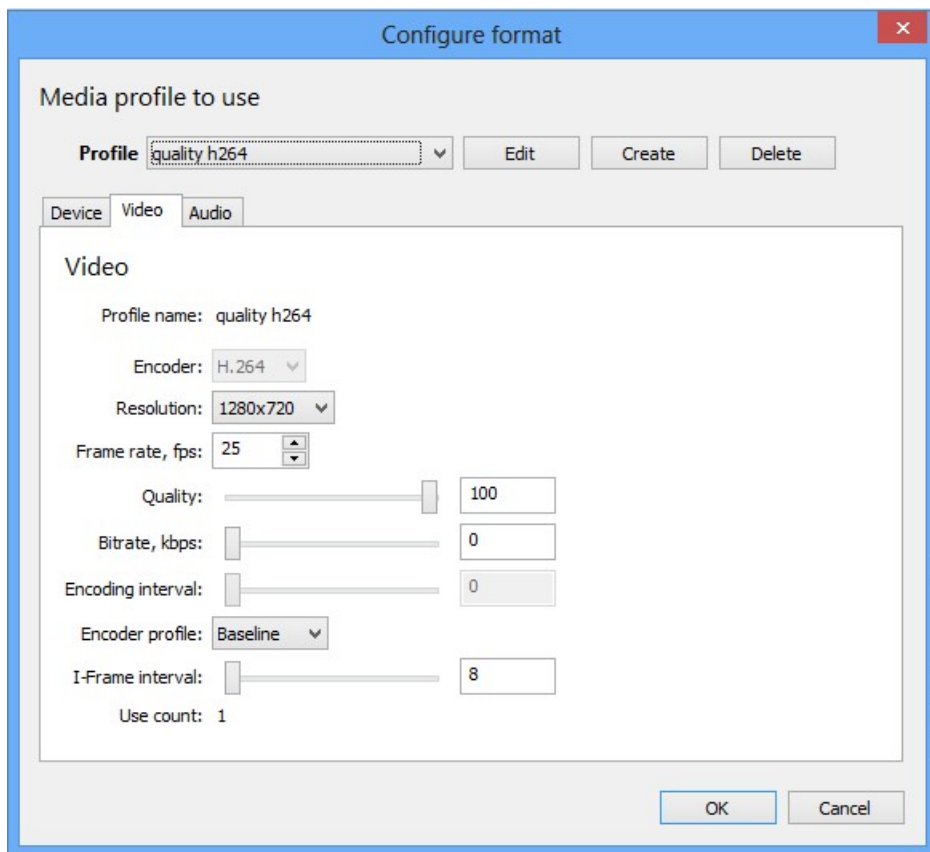 Configure format
Media profile to use
Profile quality h264 Edit Create Delete
Device Video Audio
Video
Profile name: quality h264
Encoder: H.264
Resolution: 1280x720
Frame rate, fps: 25
Quality: 100
Bitrate, kbps: 0
Encoding interval: 0
Encoder profile: Baseline
I-Frame interval: 8
Use count: 1
OK Cancel